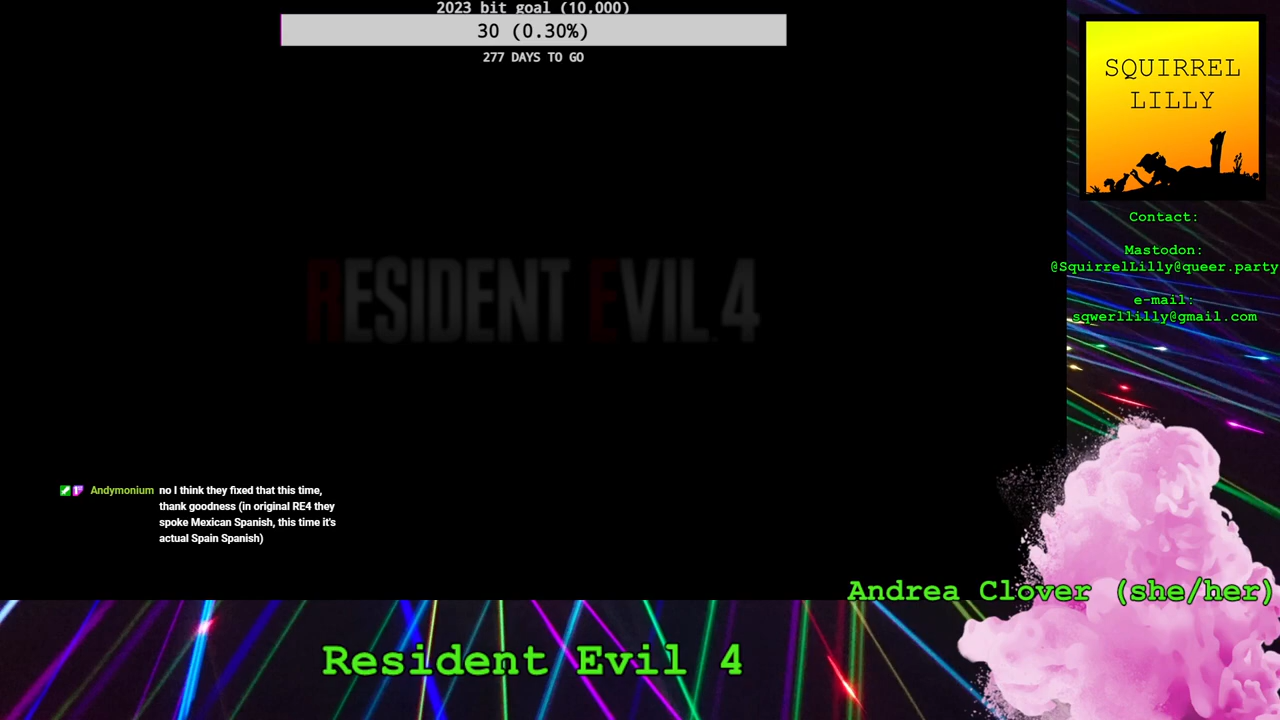 2023 bit goal (10,000)
30 (0.30%)
277 DAYS TO GO
SQUIRREL
LILLY
Contact:
Mastodon:
@SquirrelLilly@queer.party
e-mail:
sqwerllilly@gmail.com
RESIDENT EVIL 4
Andymonium no I think they fixed that this time,
thank goodness (in original RE4 they
spoke Mexican Spanish, this time it's
actual Spain Spanish)
Andrea Clover (she/her)
Resident Evil 4